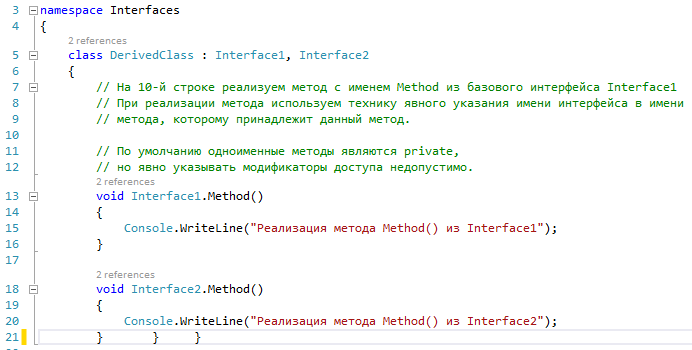 3 namespace Interfaces
4 {
2 references
5 class DerivedClass : Interface1, Interface2
6 {
7 // На 10-й строке реализуем метод с именем Method из базового интерфейса Interface1
8 // При реализации метода используем технику явного указания имени интерфейса в имени
9 // метода, которому принадлежит данный метод.
10
11 // По умолчанию одноименные методы являются private,
12 // но явно указывать модификаторы доступа недопустимо.
2 references
13 void Interface1.Method()
14 {
15 Console.WriteLine("Реализация метода Method() из Interface1");
16 }
17
2 references
18 void Interface2.Method()
19 {
20 Console.WriteLine("Реализация метода Method() из Interface2");
21 } } }